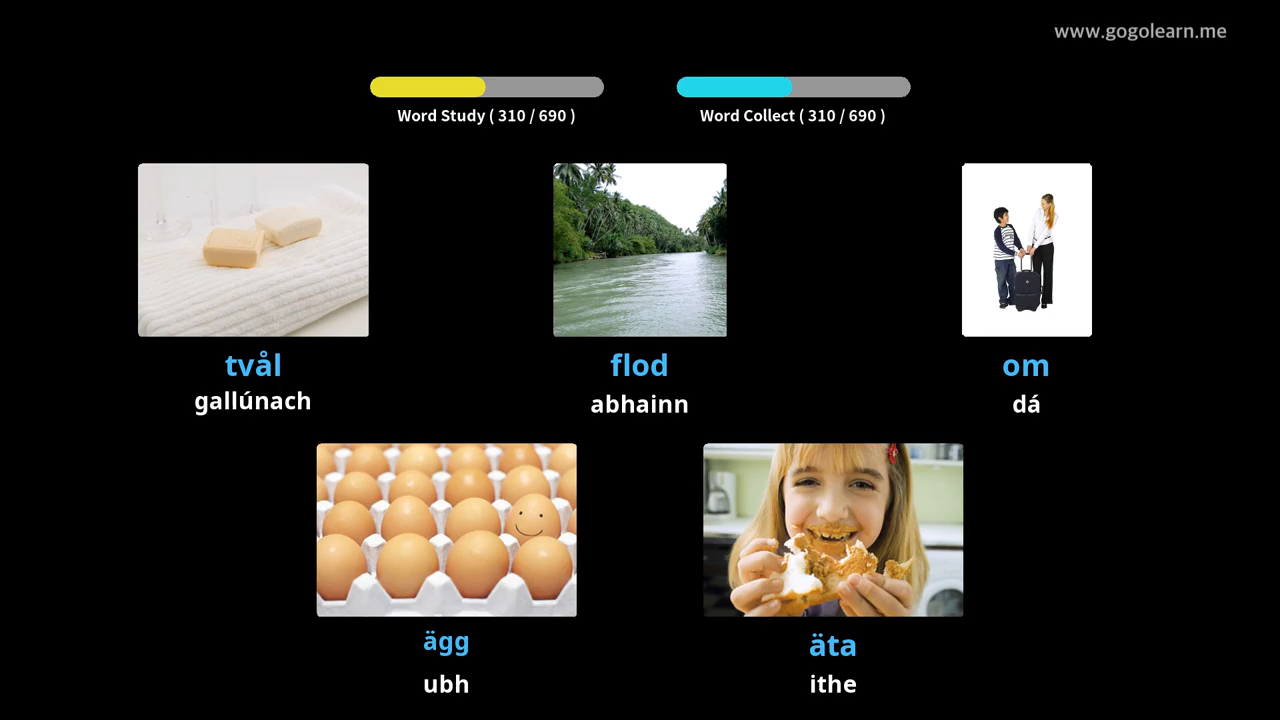 www.gogolearn.me
Word Study ( 310 / 690 )
Word Collect ( 310 / 690 )
tvål
gallúnach
flod
abhainn
om
dá
ägg
ubh
äta
ithe